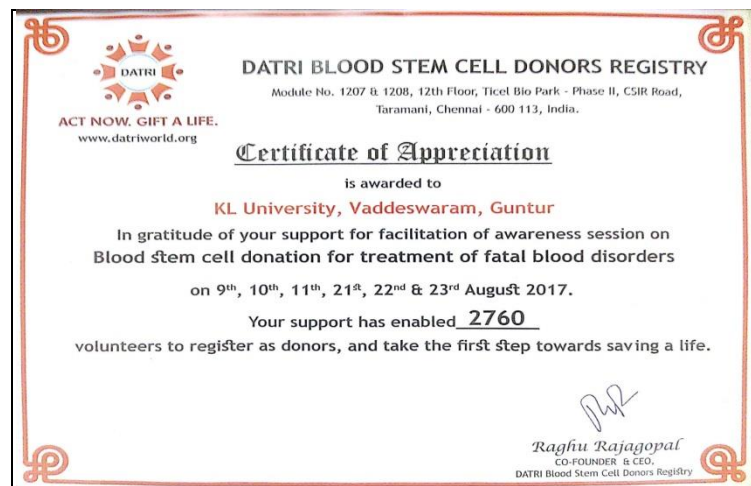 DATRI
ACT NOW. GIFT A LIFE.
www.datriworld.org
DATRI BLOOD STEM CELL DONORS REGISTRY
Module No. 1207 & 1208, 12th Floor, Ticel Bio Park - Phase II, CSIR Road,
Taramani, Chennai - 600 113, India.
Certificate of Appreciation
is awarded to
KL University, Vaddeswaram, Guntur
In gratitude of your support for facilitation of awareness session on
Blood stem cell donation for treatment of fatal blood disorders
on 9th, 10th, 11th, 21st, 22nd & 23rd August 2017.
Your support has enabled 2760
volunteers to register as donors, and take the first step towards saving a life.
Raghu Rajagopal
CO-FOUNDER & CEO,
DATRI Blood Stem Cell Donors Registry